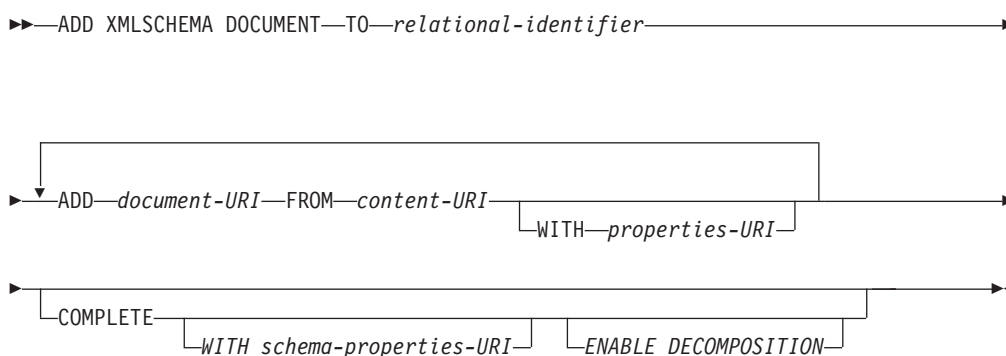 ADD XMLSCHEMA DOCUMENT TO relational-identifier
ADD document-URI FROM content-URI
WITH properties-URI
COMPLETE
WITH schema-properties-URI ENABLE DECOMPOSITION